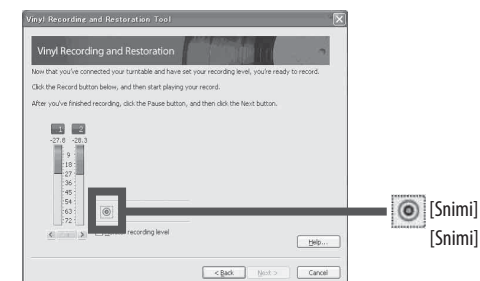 Vinyl Recording and Restoration Tool
Vinyl Recording and Restoration
Now that you've connected your turntable and have set your recording level, you're ready to record.
Click the Record button below, and then start playing your record.
After you've finished recording, click the Pause button, and then click the Next button.
1 2
-27.8 -28.3
9
18
27
36
45
54
63
72
recording level
Help...
< Back Next > Cancel
[Snimi]
[Snimi]